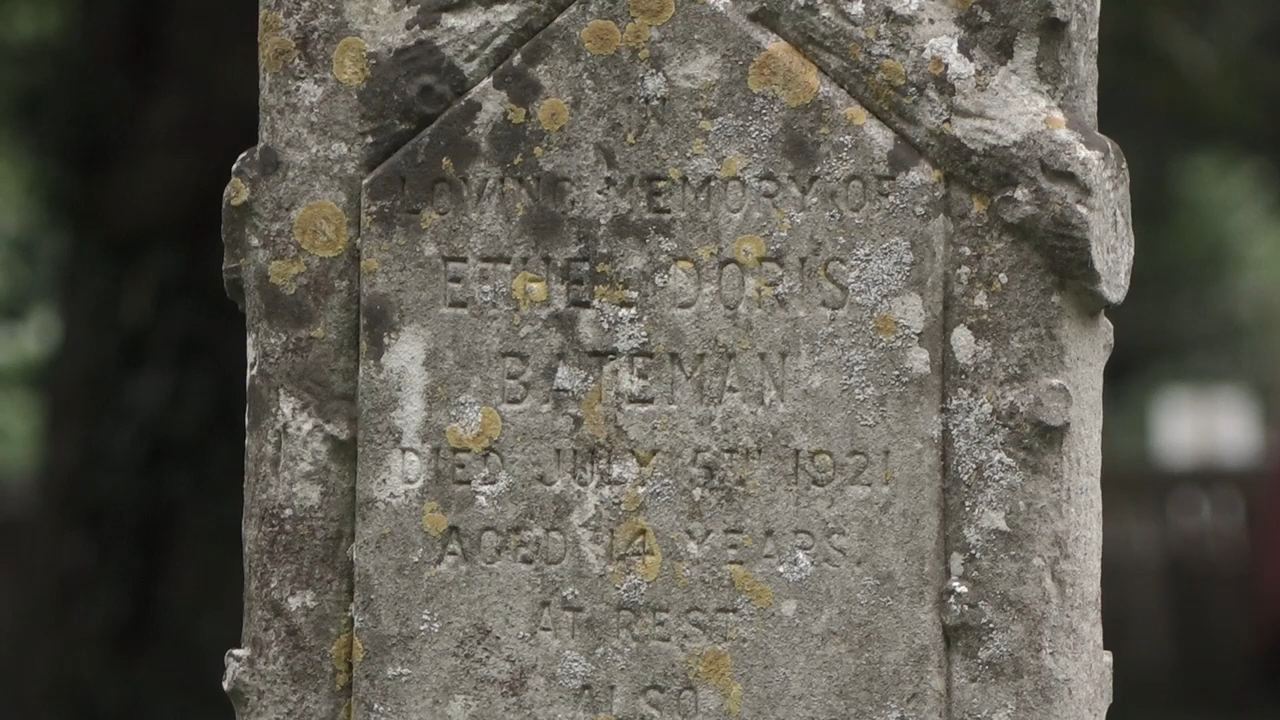 LOVING MEMORY OF
ETHEL DORIS
BATEMAN
DIED JULY 5TH 1921
AGED 14 YEARS.
AT REST
ALSO